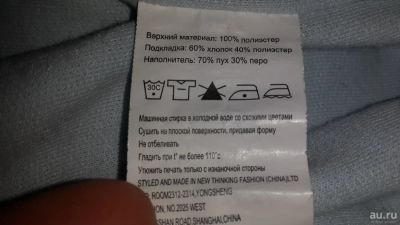 Верхний материал: 100% полиэстер
Подкладка: 60% хлопок 40% полиэстер
Наполнитель: 70% пух 30% перо
30C
Машинная стирка в холодной воде со схожими цветами
Сушить на плоской поверхности, придавая форму
Не отбеливать
Гладить при t° не более 110°c
Утюжить печать только с изнаночной стороны
STYLED AND MADE IN NEW THINKING FASHION (CHINA)LTD
R: ROOM2312-2314,YONGSHENG
ON, NO.2025 WEST
SHAN ROAD,SHANGHAI,CHINA
au.ru